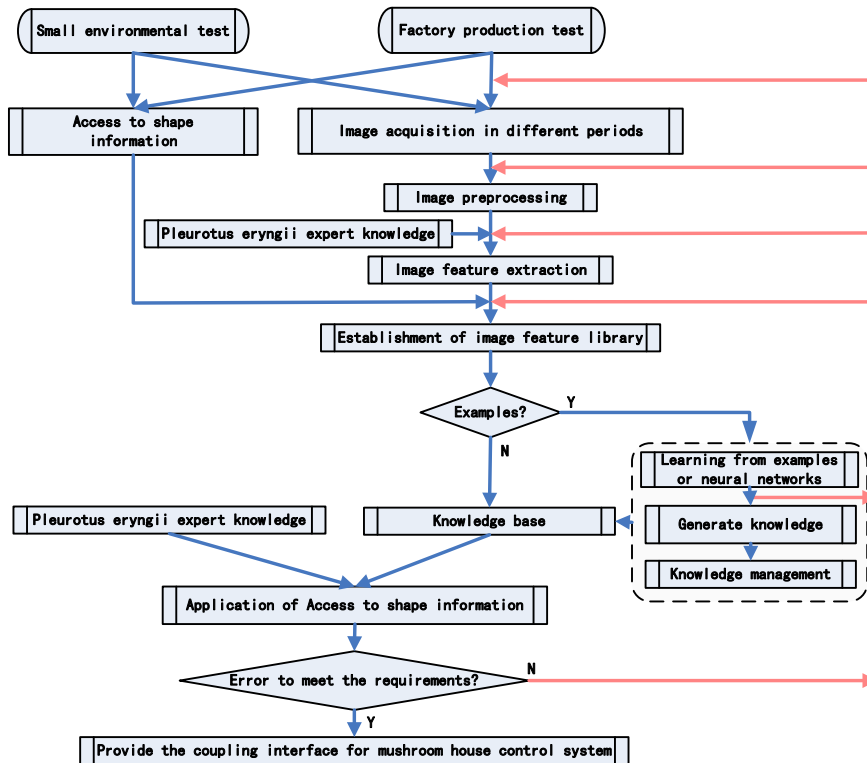 Small environmental test
Factory production test
Access to shape
information
Image acquisition in different periods
Image preprocessing
Pleurotus eryngii expert knowledge
Image feature extraction
Establishment of image feature library
Examples?
Y
N
Learning from examples
or neural networks
Pleurotus eryngii expert knowledge
Knowledge base
Generate knowledge
Knowledge management
Application of Access to shape information
Error to meet the requirements?
N
Y
Provide the coupling interface for mushroom house control system